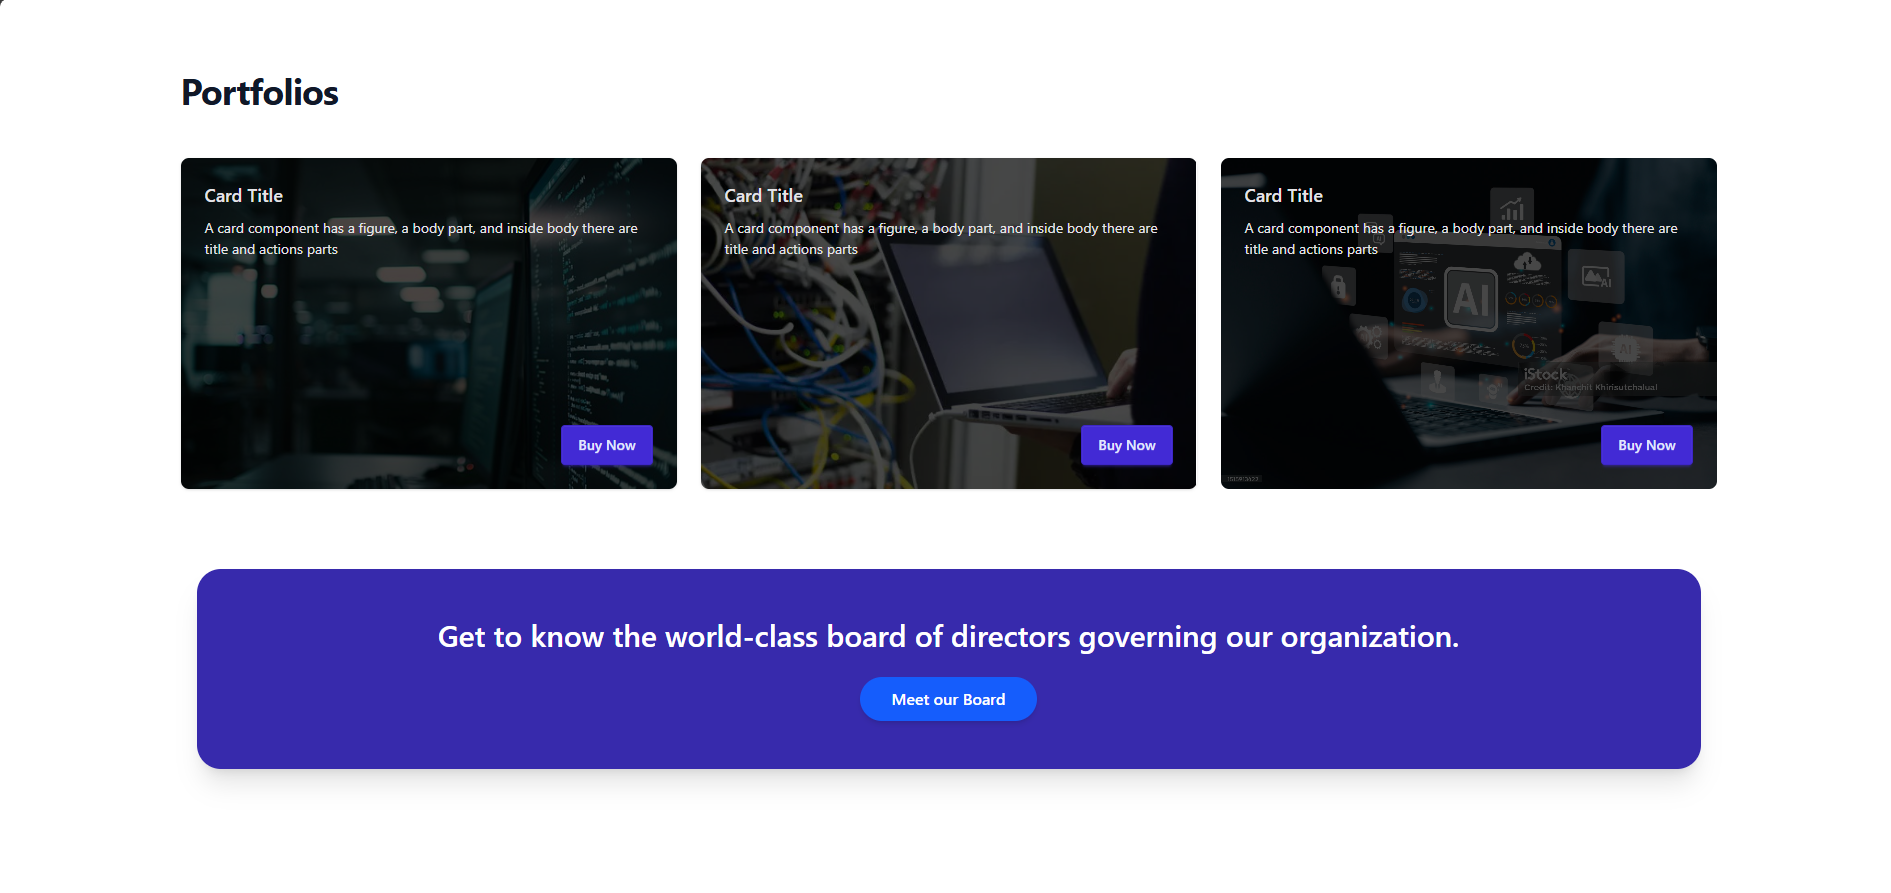 Portfolios
Card Title
A card component has a figure, a body part, and inside body there are
title and actions parts
Buy Now
Card Title
A card component has a figure, a body part, and inside body there are
title and actions parts
Buy Now
Card Title
A card component has a figure, a body part, and inside body there are
title and actions parts
AI
AI
AI
iStock
Credit: Khanchit Khirisutchalual
Buy Now
Get to know the world-class board of directors governing our organization.
Meet our Board